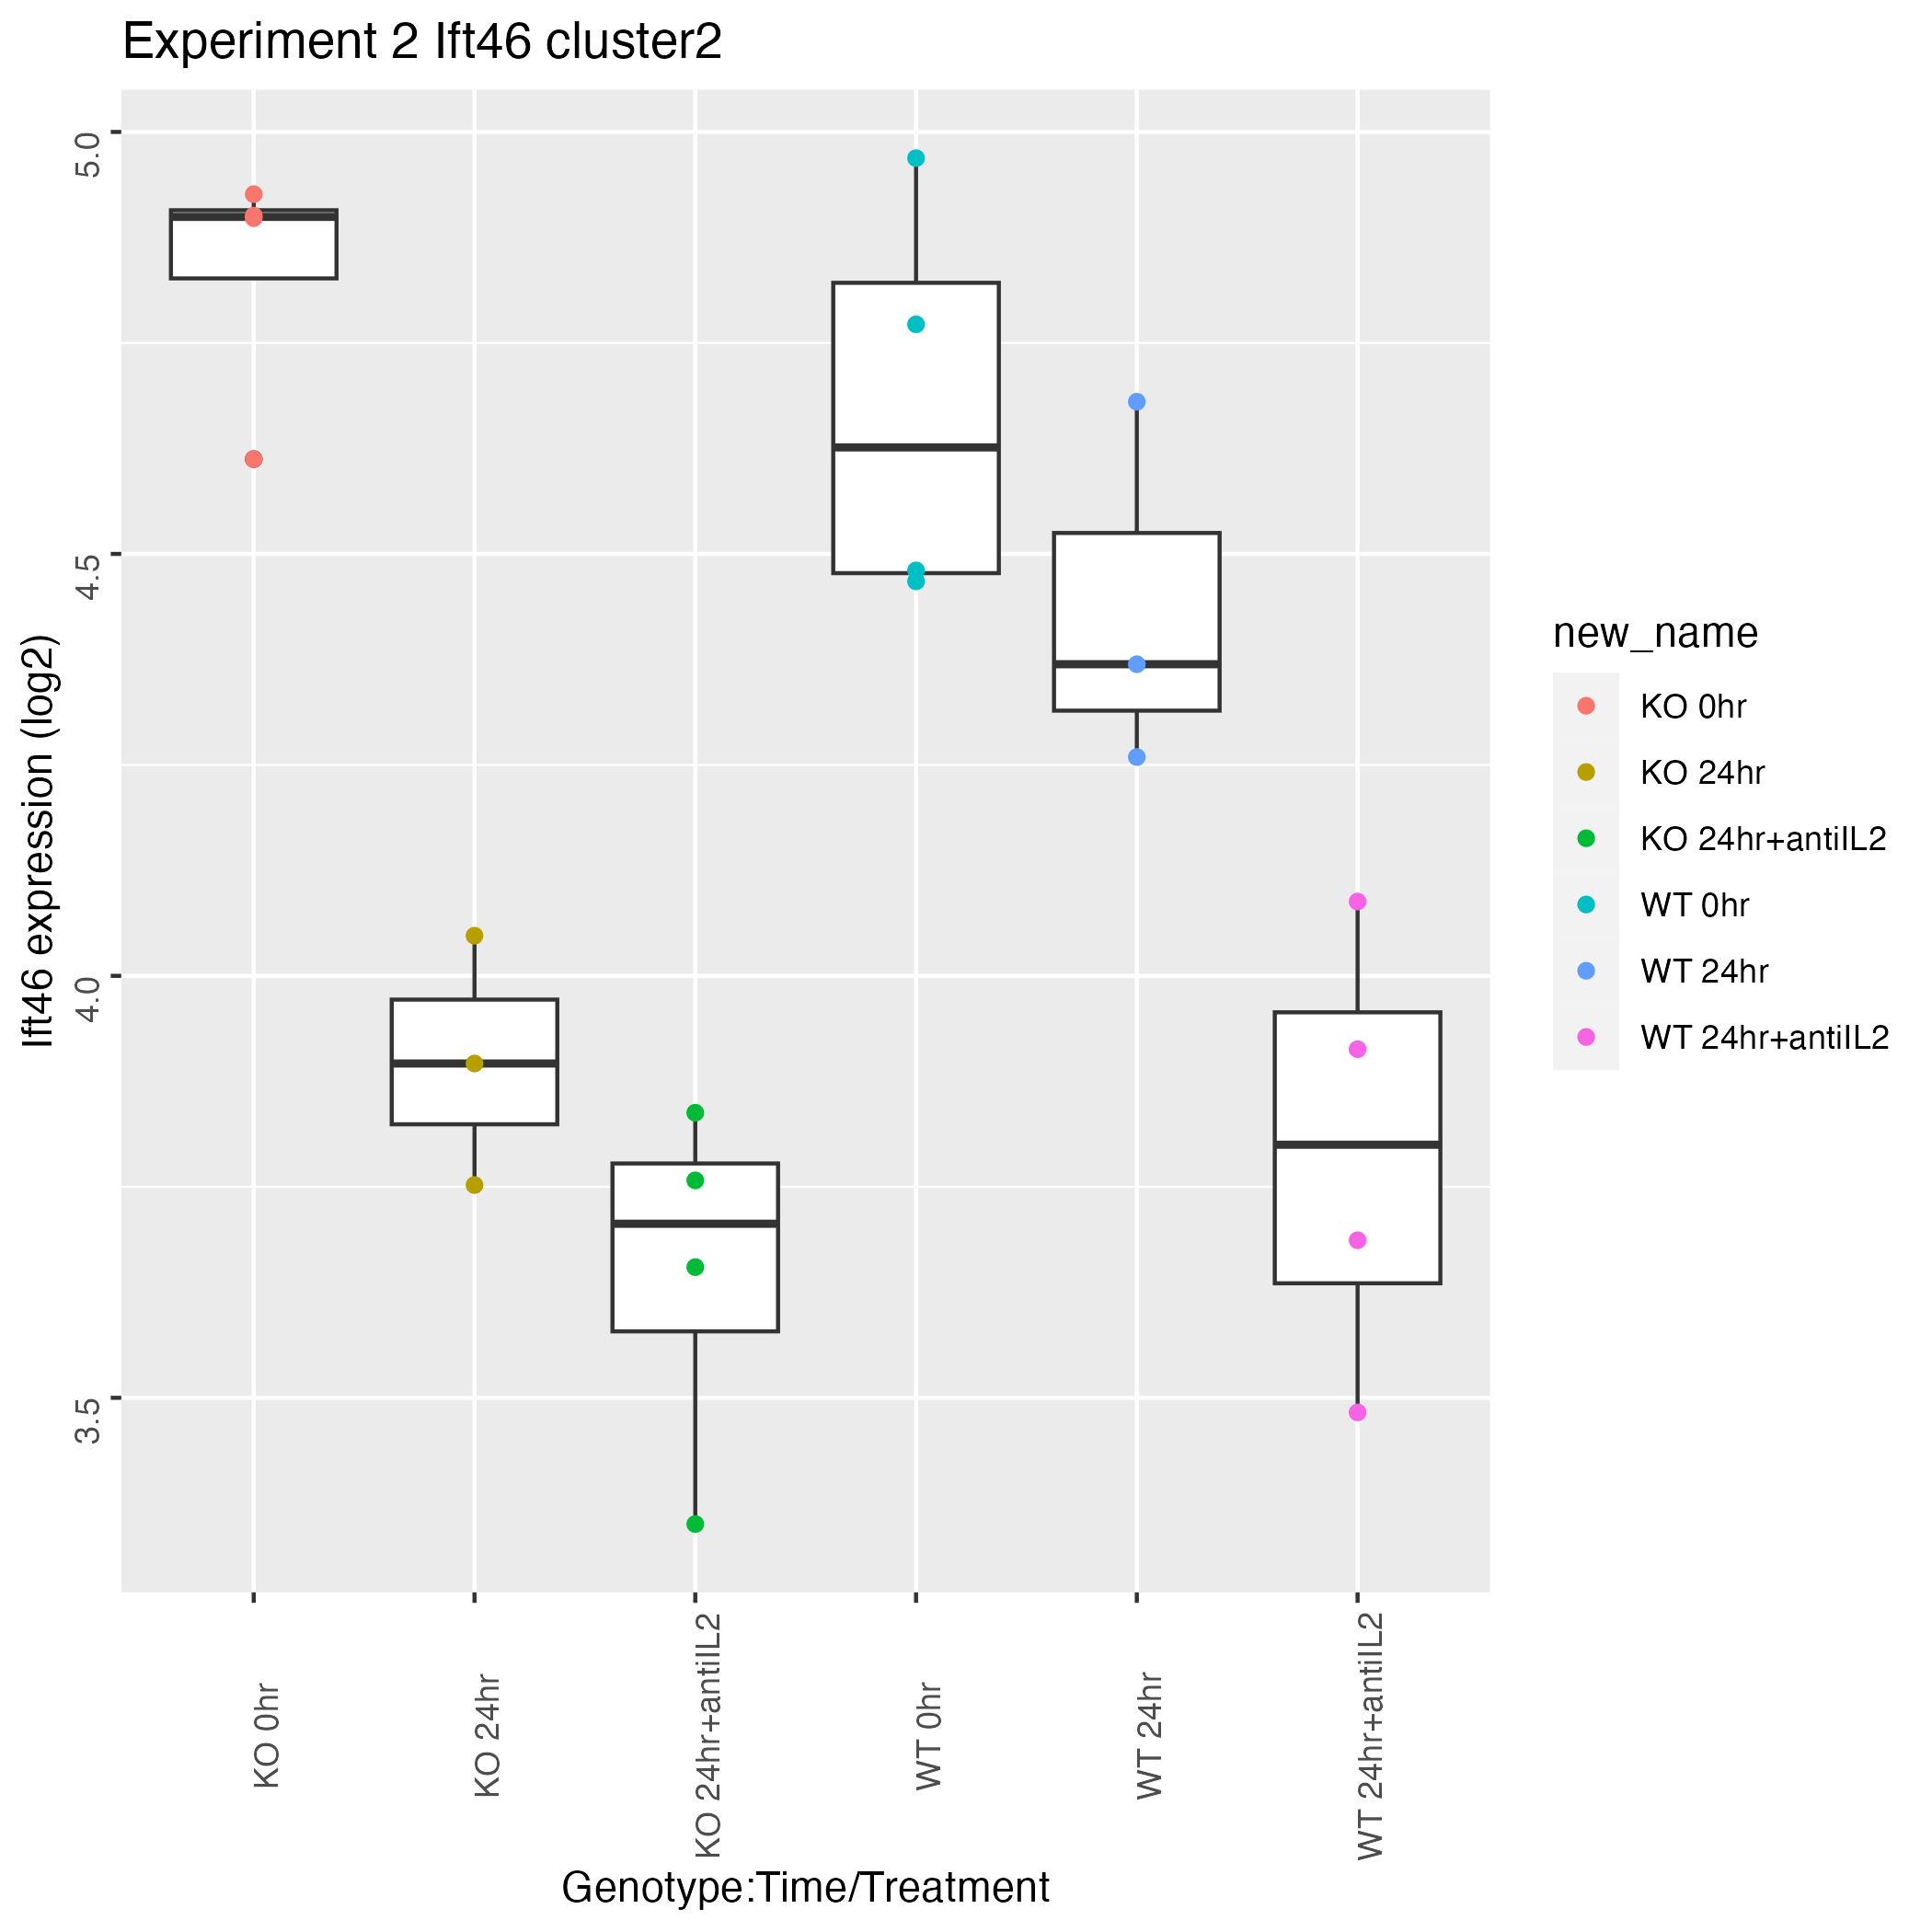 Experiment 2 Ift46 cluster2
Ift46 expression (log2)
5.0
4.5
4.0
3.5
KO 0hr
KO 24hr
KO 24hr+antiIL2
WT 0hr
WT 24hr
WT 24hr+antiIL2
Genotype:Time/Treatment
new_name
KO 0hr
KO 24hr
KO 24hr+antiIL2
WT 0hr
WT 24hr
WT 24hr+antiIL2